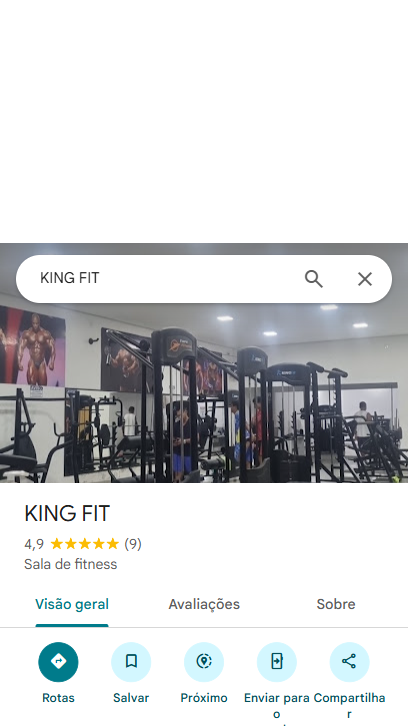 KING FIT
KING FIT
4,9 (9)
Sala de fitness
Visão geral Avaliações Sobre
Rotas Salvar Próximo Enviar para o Compartilhar